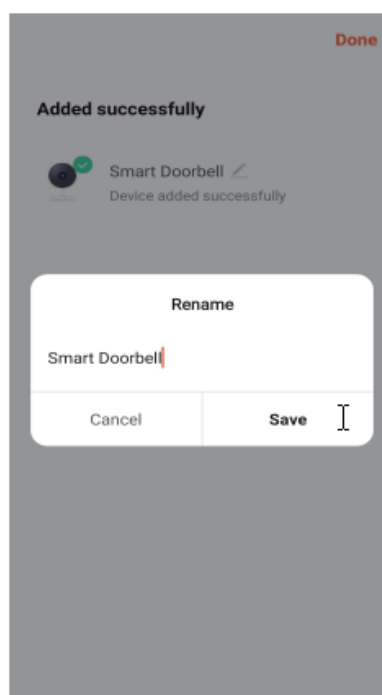 Done
Added successfully
Smart Doorbell
Device added successfully
Rename
Smart Doorbell
Cancel Save